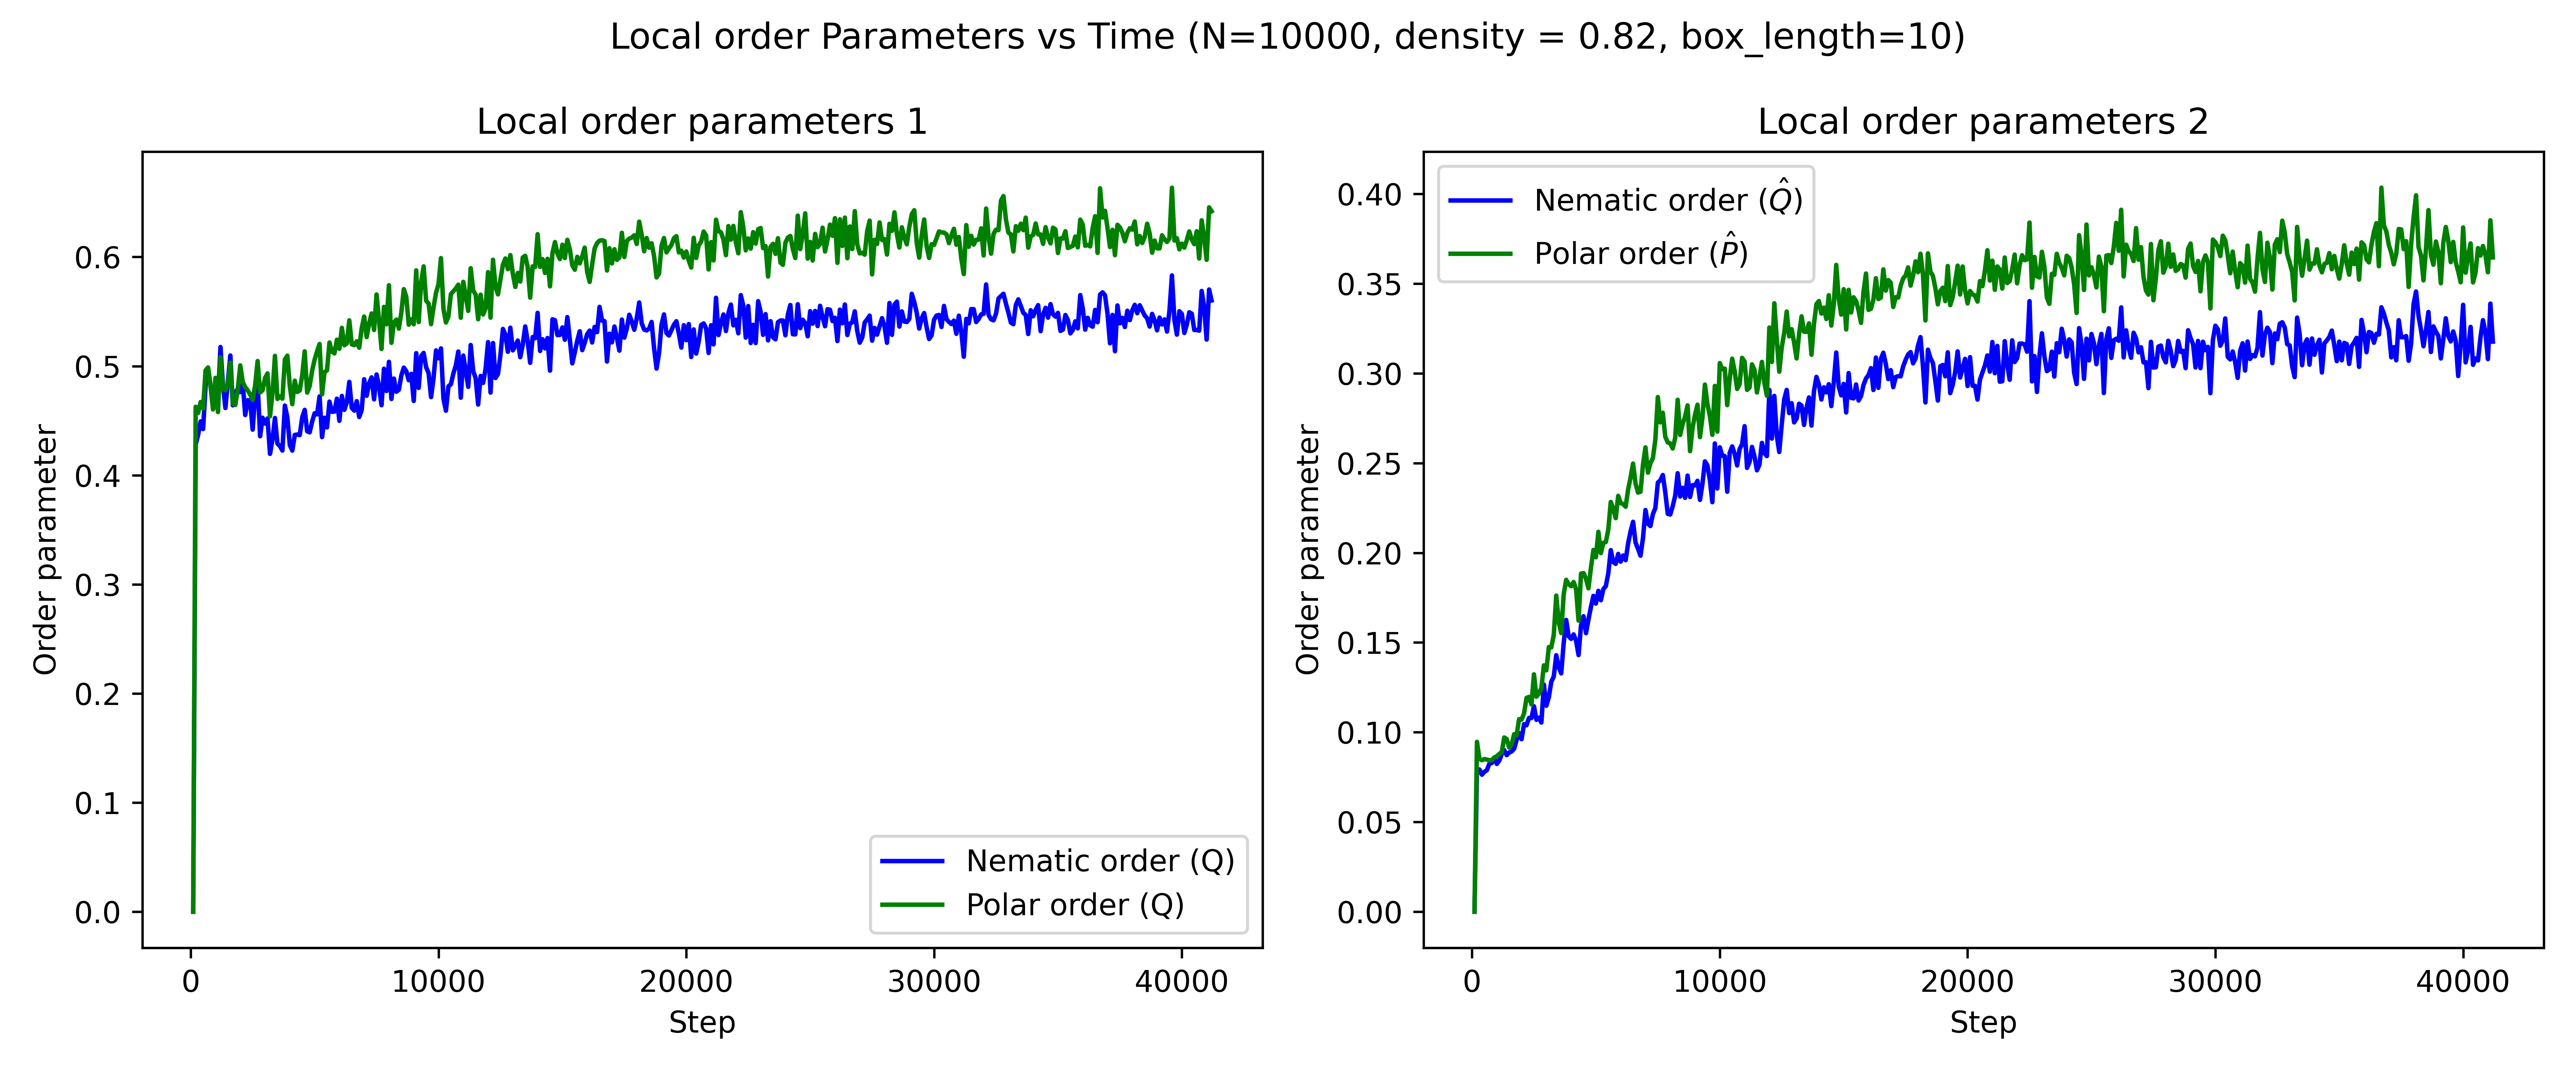 Local order Parameters vs Time (N=10000, density = 0.82, box_length=10)
Local order parameters 1
Order parameter
0.6
0.5
0.4
0.3
0.2
0.1
0.0
Nematic order (Q)
Polar order (Q)
0 10000 20000 30000 40000
Step
Local order parameters 2
Order parameter
0.40
0.35
0.30
0.25
0.20
0.15
0.10
0.05
0.00
Nematic order (Q̂)
Polar order (P̂)
0 10000 20000 30000 40000
Step